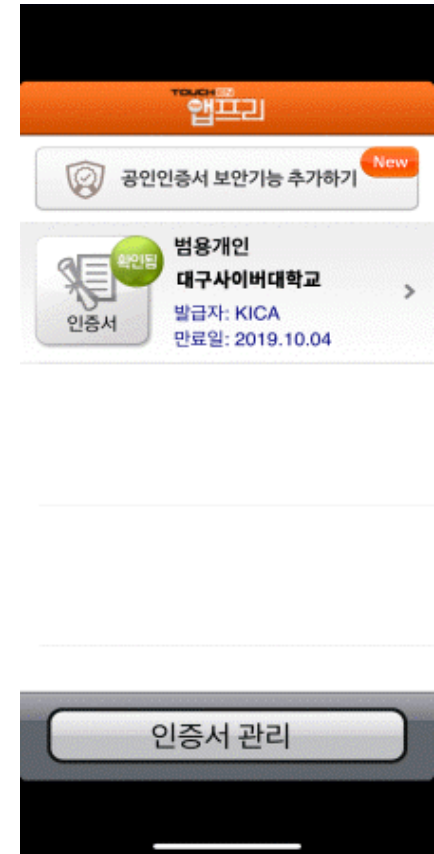 TOUCH EN
앱프리
공인인증서 보안기능 추가하기
New
확인됨
인증서
범용개인
대구사이버대학교
발급자: KICA
만료일: 2019.10.04
인증서 관리